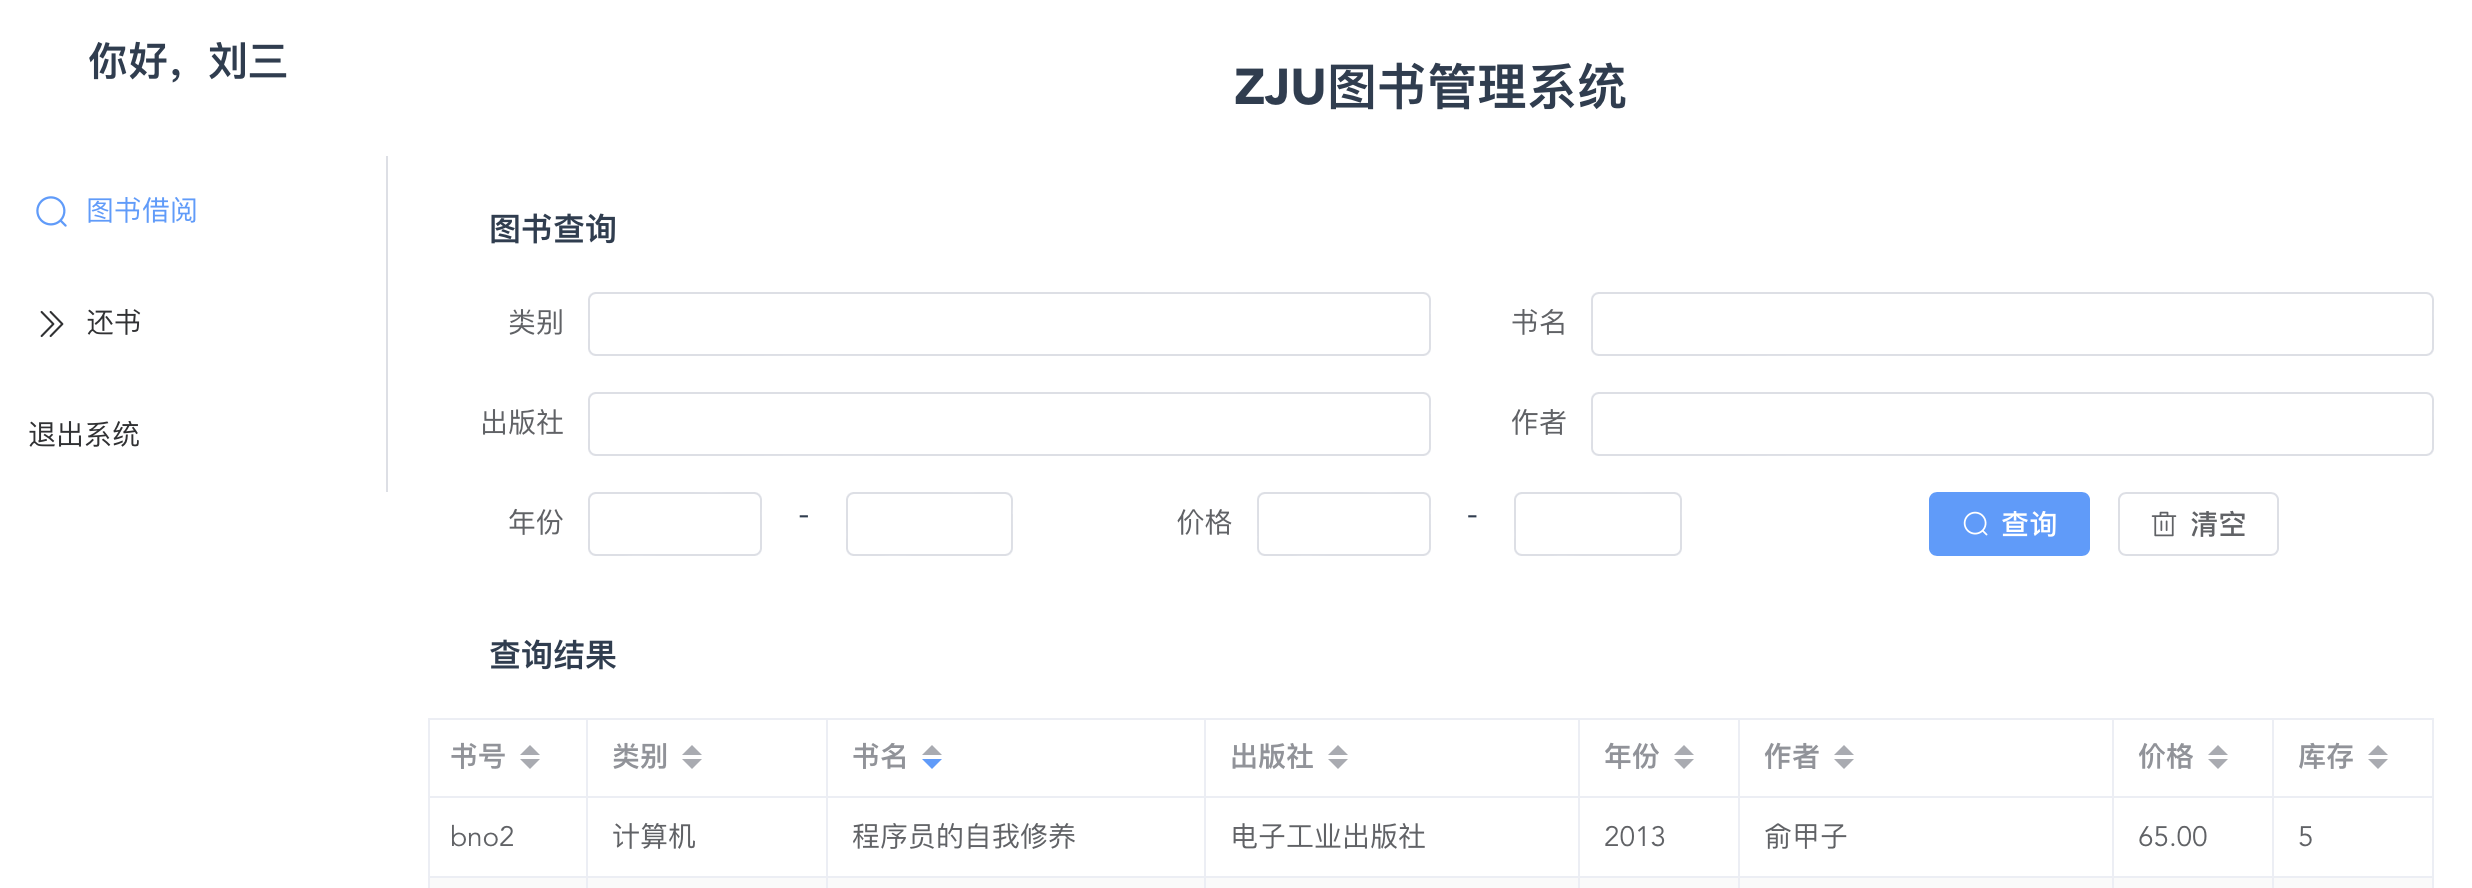 你好，刘三
ZJU图书管理系统
图书借阅
还书
退出系统
图书查询
类别 书名
出版社 作者
年份 - 价格 - 查询 清空
查询结果
书号 类别 书名 出版社 年份 作者 价格 库存
bno2 计算机 程序员的自我修养 电子工业出版社 2013 俞甲子 65.00 5